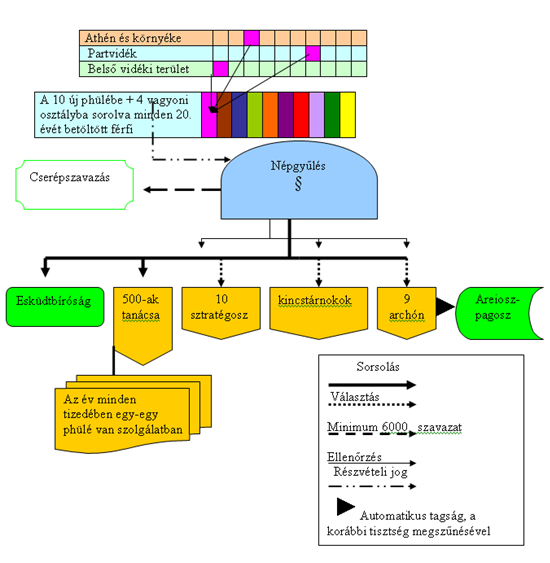 Athén és környéke
Partvidék
Belső vidéki terület
A 10 új phülébe + 4 vagyoni
osztályba sorolva minden 20.
évét betöltött férfi
Népgyűlés
§
Cserépszavazás
Esküdtbíróság
500-ak
tanácsa
10
sztratégosz
kincstárnokok
9
archón
Areiosz-
pagosz
Az év minden
tizedében egy-egy
phülé van szolgálatban
Sorsolás
Választás
Minimum 6000 szavazat
Ellenőrzés
Részvételi jog
Automatikus tagság, a
korábbi tisztség megszűnésével